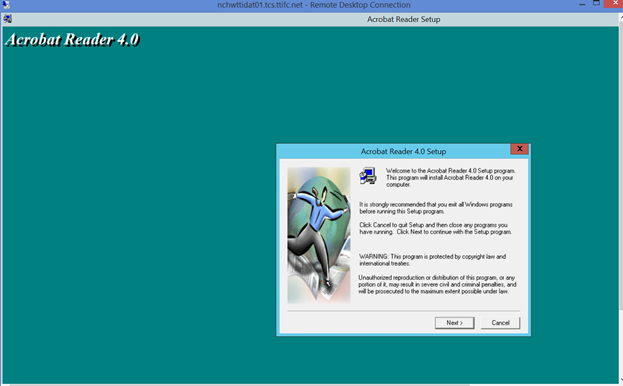 nchwttidat01.tcs.ttifc.net - Remote Desktop Connection
Acrobat Reader Setup
Acrobat Reader 4.0
Acrobat Reader 4.0 Setup
X
Welcome to the Acrobat Reader 4.0 Setup program.
This program will install Acrobat Reader 4.0 on your
computer.
It is strongly recommended that you exit all Windows programs
before running this Setup program.
Click Cancel to quit Setup and then close any programs you
have running. Click Next to continue with the Setup program.
WARNING: This program is protected by copyright law and
international treaties.
Unauthorized reproduction or distribution of this program, or any
portion of it, may result in severe civil and criminal penalties, and
will be prosecuted to the maximum extent possible under law.
Next >
Cancel